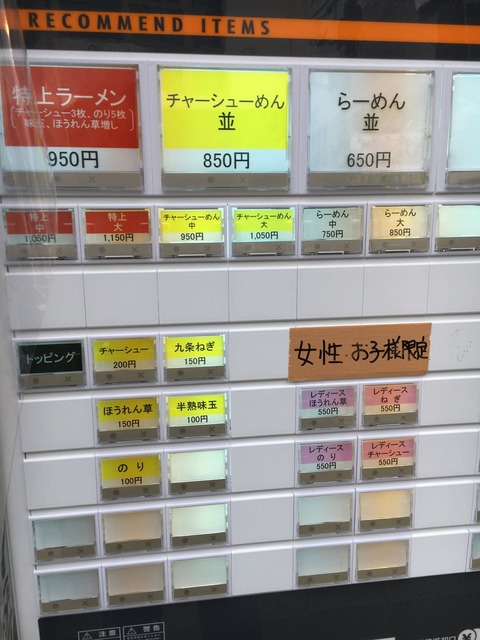 RECOMMEND ITEMS
特上ラーメン
チャーシュー3枚、のり5枚
味玉、ほうれん草増し
950円
チャーシューめん
並
850円
らーめん
並
650円
特上
中
1,050円
特上
大
1,150円
チャーシューめん
中
950円
チャーシューめん
大
1,050円
らーめん
中
750円
らーめん
大
850円
トッピング
チャーシュー
200円
九条ねぎ
150円
女性・お子様限定
ほうれん草
150円
半熟味玉
100円
レディース
ほうれん草
550円
レディース
ねぎ
550円
のり
100円
レディース
のり
550円
レディース
チャーシュー
550円
注意
警告